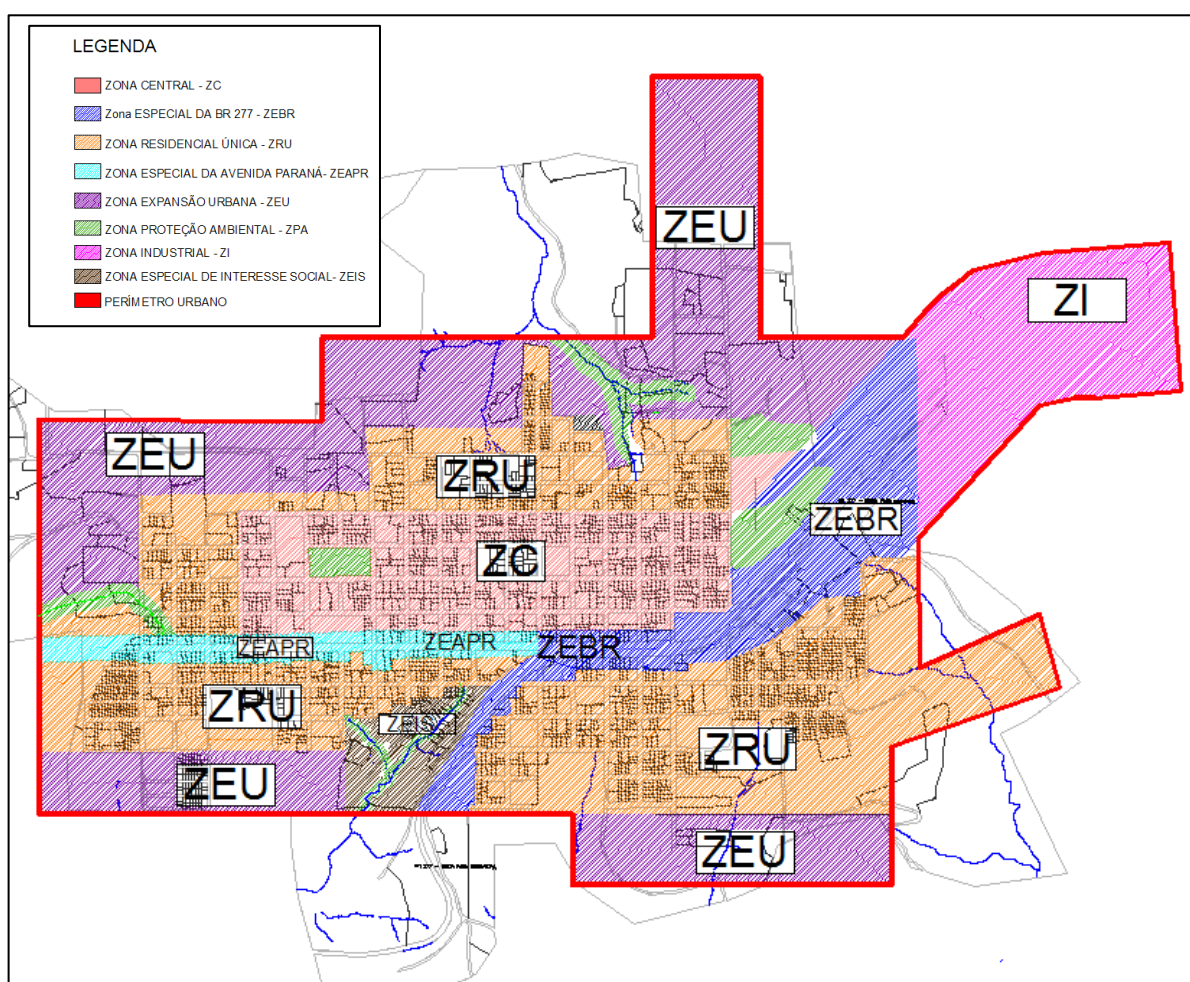 LEGENDA
ZONA CENTRAL - ZC
Zona ESPECIAL DA BR 277 - ZEBR
ZONA RESIDENCIAL ÚNICA - ZRU
ZONA ESPECIAL DA AVENIDA PARANÁ- ZEAPR
ZONA EXPANSÃO URBANA - ZEU
ZONA PROTEÇÃO AMBIENTAL - ZPA
ZONA INDUSTRIAL - ZI
ZONA ESPECIAL DE INTERESSE SOCIAL- ZEIS
PERÍMETRO URBANO
ZEU
ZI
ZEU
ZRU
ZEBR
ZC
ZEAPR
ZEAPR
ZEBR
ZRU
ZEIS
ZRU
ZEU
ZEU